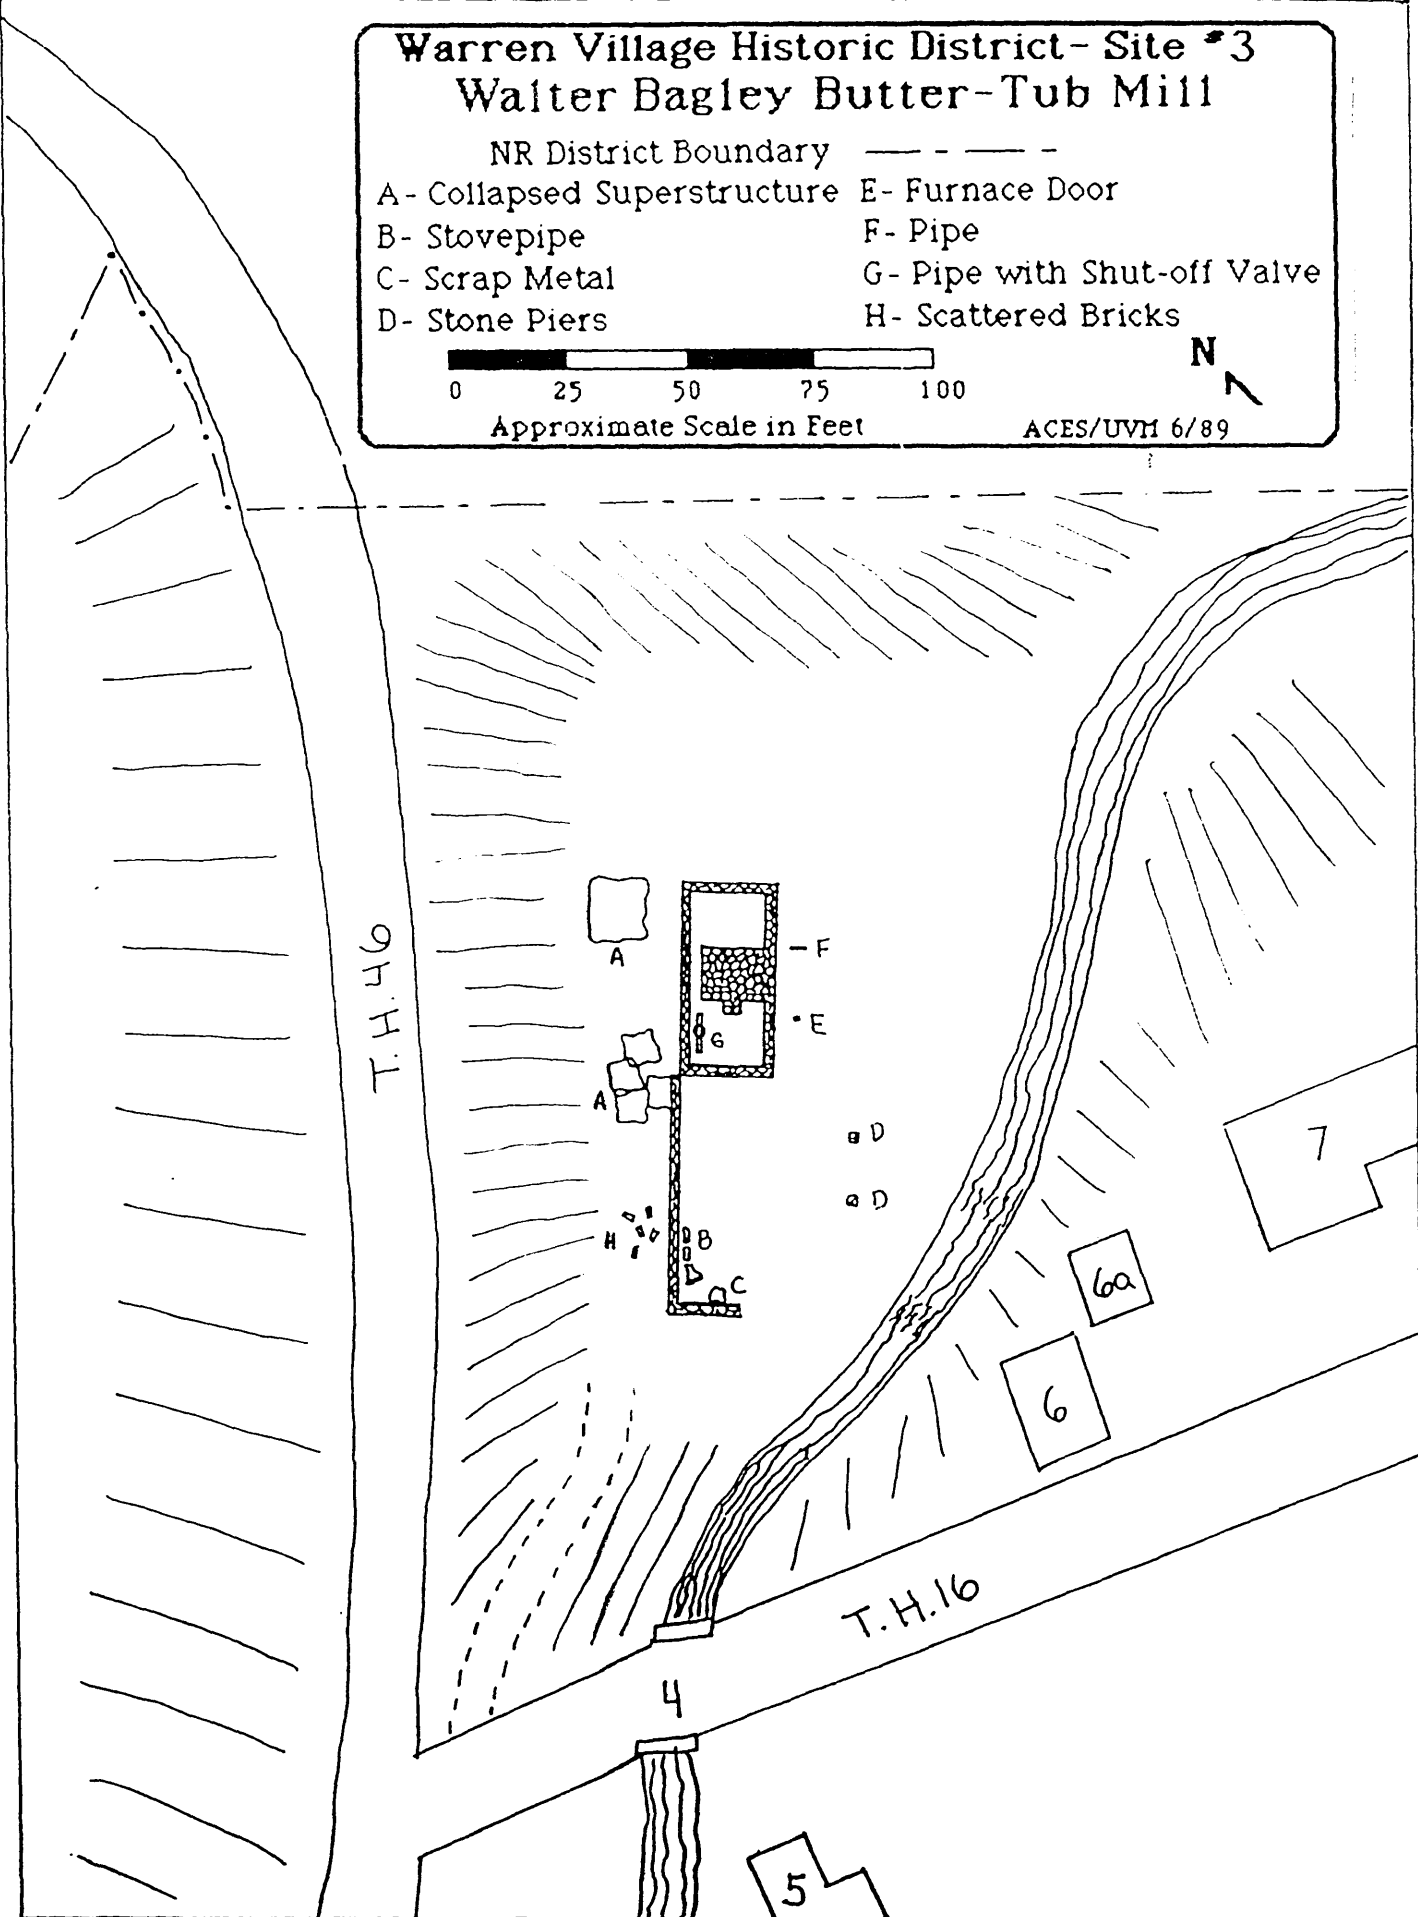 Warren Village Historic District- Site #3
Walter Bagley Butter-Tub Mill
NR District Boundary
A- Collapsed Superstructure
B- Stovepipe
C- Scrap Metal
D- Stone Piers
E- Furnace Door
F- Pipe
G- Pipe with Shut-off Valve
H- Scattered Bricks
N
0 25 50 75 100
Approximate Scale in Feet
ACES/UVM 6/89
T.H.46
A
F
E
G
A
D
D
H
B
C
7
6a
6
T.H.16
4
5